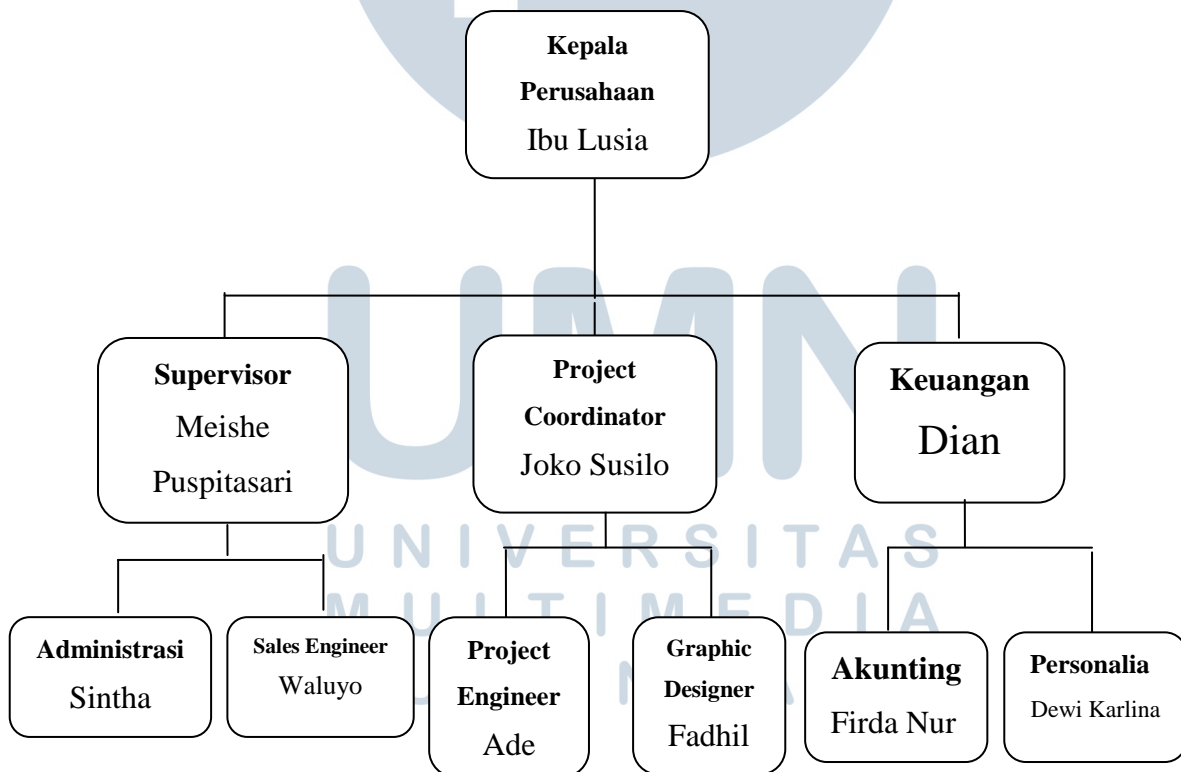 Kepala
Perusahaan
Ibu Lusia
Supervisor
Meishe
Puspitasari
Project
Coordinator
Joko Susilo
Keuangan
Dian
Administrasi
Sintha
Sales Engineer
Waluyo
Project
Engineer
Ade
Graphic
Designer
Fadhil
Akunting
Firda Nur
Personalia
Dewi Karlina
UMN
UNIVERSITAS
MULTIMEDIA